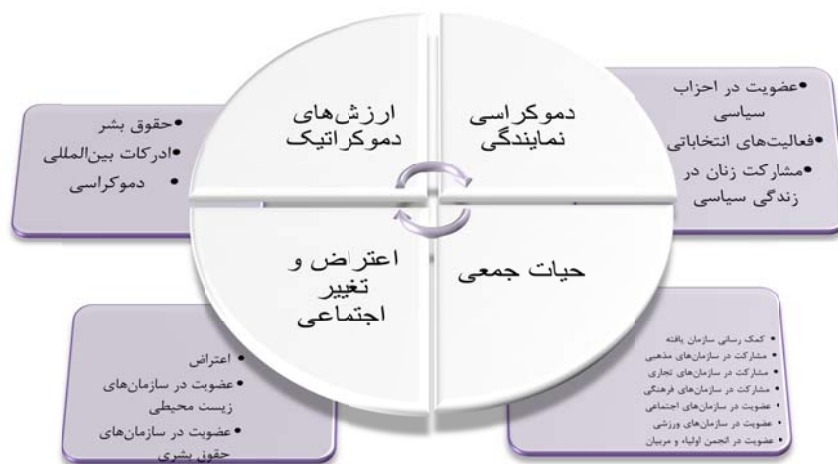 دموکراسی
نمایندگی
•عضویت در احزاب
سیاسی
•فعالیت‌های انتخاباتی
•مشارکت زنان در
زندگی سیاسی
ارزش‌های
دموکراتیک
•حقوق بشر
•ادرکات بین‌المللی
•دموکراسی
حیات جمعی
• کمک رسانی سازمان یافته
• مشارکت در سازمان‌های مذهبی
• مشارکت در سازمان‌های تجاری
• مشارکت در سازمان‌های فرهنگی
• عضویت در سازمان‌های اجتماعی
• عضویت در سازمان‌های ورزشی
• عضویت در انجمن اولیاء و مربیان
اعتراض و
تغییر
اجتماعی
• اعتراض
• عضویت در سازمان‌های
زیست محیطی
• عضویت در سازمان‌های
حقوق بشری